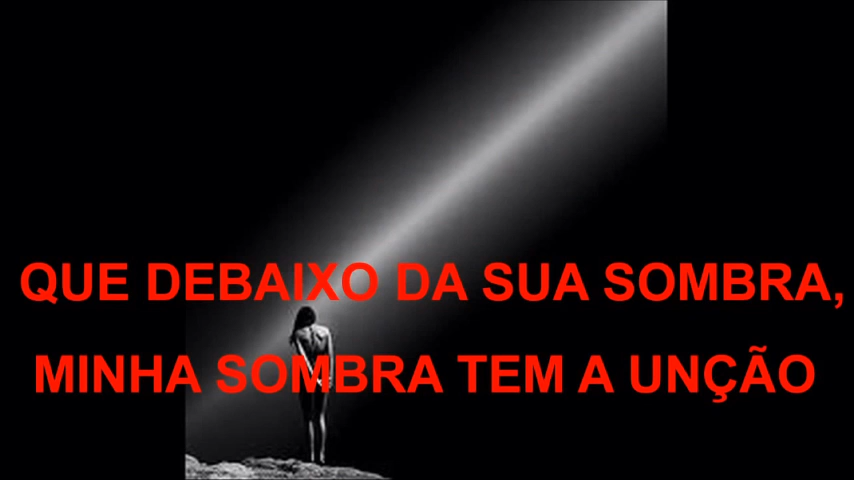 QUE DEBAIXO DA SUA SOMBRA,
MINHA SOMBRA TEM A UNÇÃO